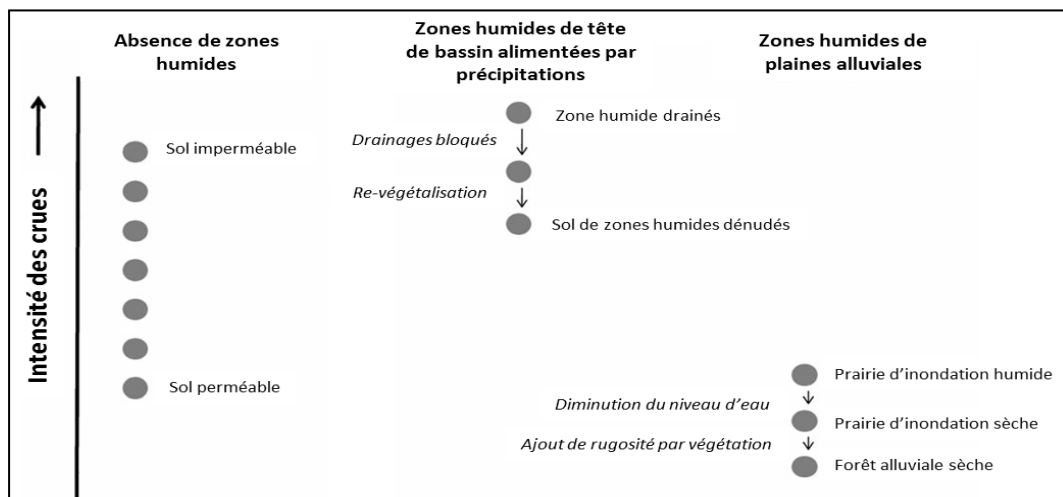 Absence de zones
humides
Zones humides de tête
de bassin alimentées par
précipitations
Zones humides de
plaines alluviales
Intensité des crues
Sol imperméable
Sol perméable
Zone humide drainés
Drainages bloqués
Re-végétalisation
Sol de zones humides dénudés
Prairie d’inondation humide
Diminution du niveau d’eau
Prairie d’inondation sèche
Ajout de rugosité par végétation
Forêt alluviale sèche